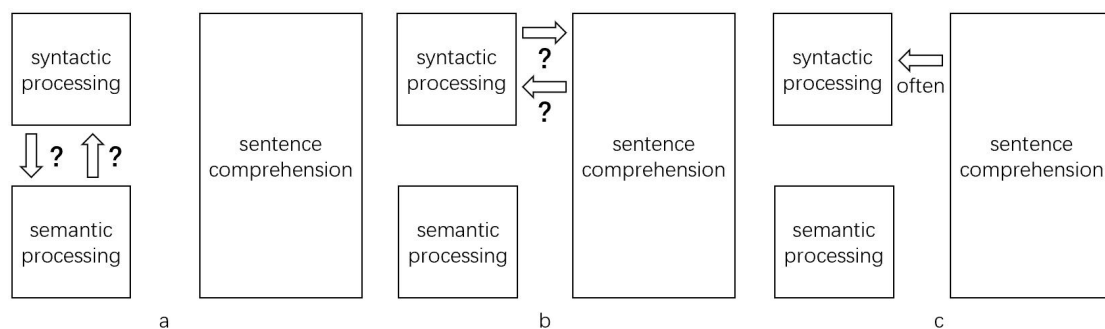 syntactic
processing
?
?
semantic
processing
sentence
comprehension
a
syntactic
processing
?
?
semantic
processing
sentence
comprehension
b
syntactic
processing
often
semantic
processing
sentence
comprehension
c